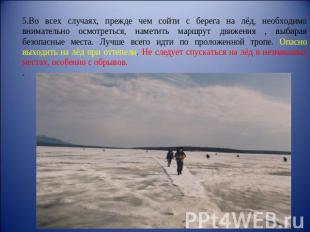 5.Во всех случаях, прежде чем сойти с берега на лёд, необходимо
внимательно осмотреться, наметить маршрут движения , выбирая
безопасные места. Лучше всего идти по проложенной тропе. Опасно
выходить на лёд при оттепели. Не следует спускаться на лёд в незнакомых
местах, особенно с обрывов.
.
PPt4WEB.ru